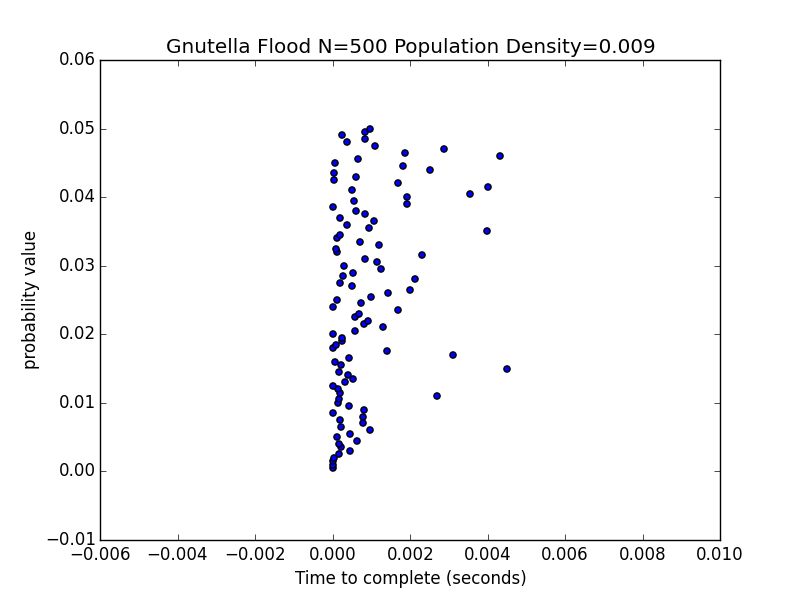 Gnutella Flood N=500 Population Density=0.009
0.06
0.05
0.04
0.03
0.02
0.01
0.00
−0.01
probability value
−0.006 −0.004 −0.002 0.000 0.002 0.004 0.006 0.008 0.010
Time to complete (seconds)